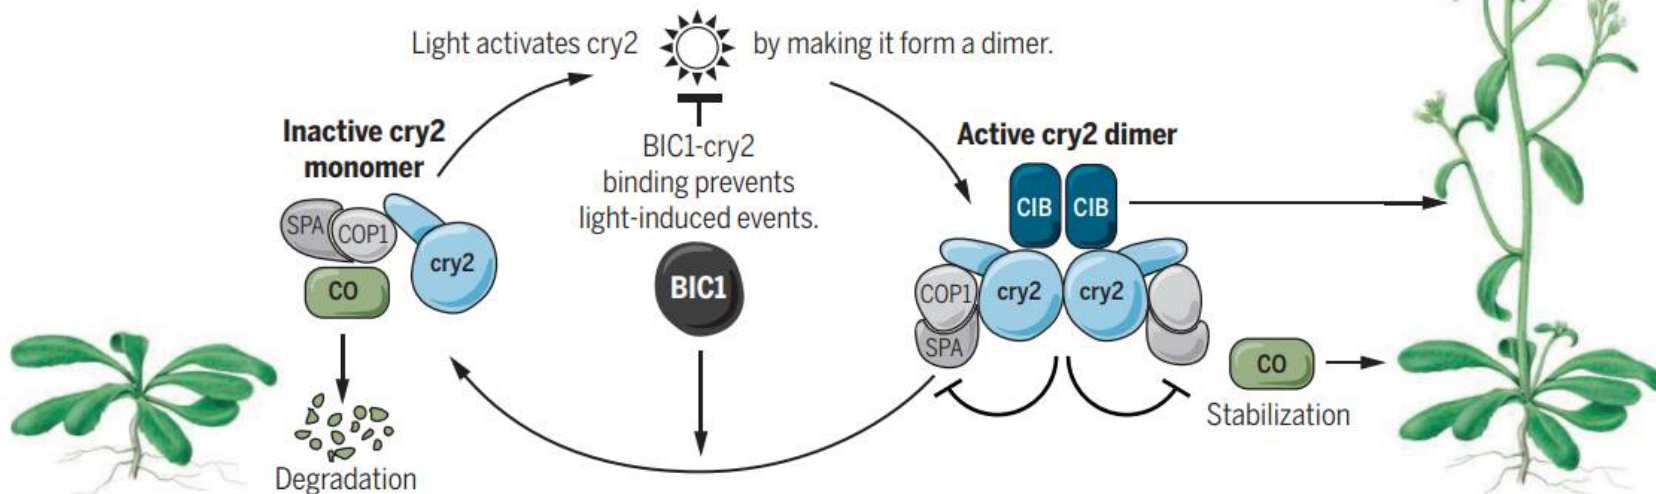 Light activates cry2
by making it form a dimer.
Inactive cry2
monomer
SPA
COP1
cry2
CO
Degradation
BIC1-cry2
binding prevents
light-induced events.
BIC1
Active cry2 dimer
CIB
CIB
COP1
cry2
cry2
SPA
CO
Stabilization